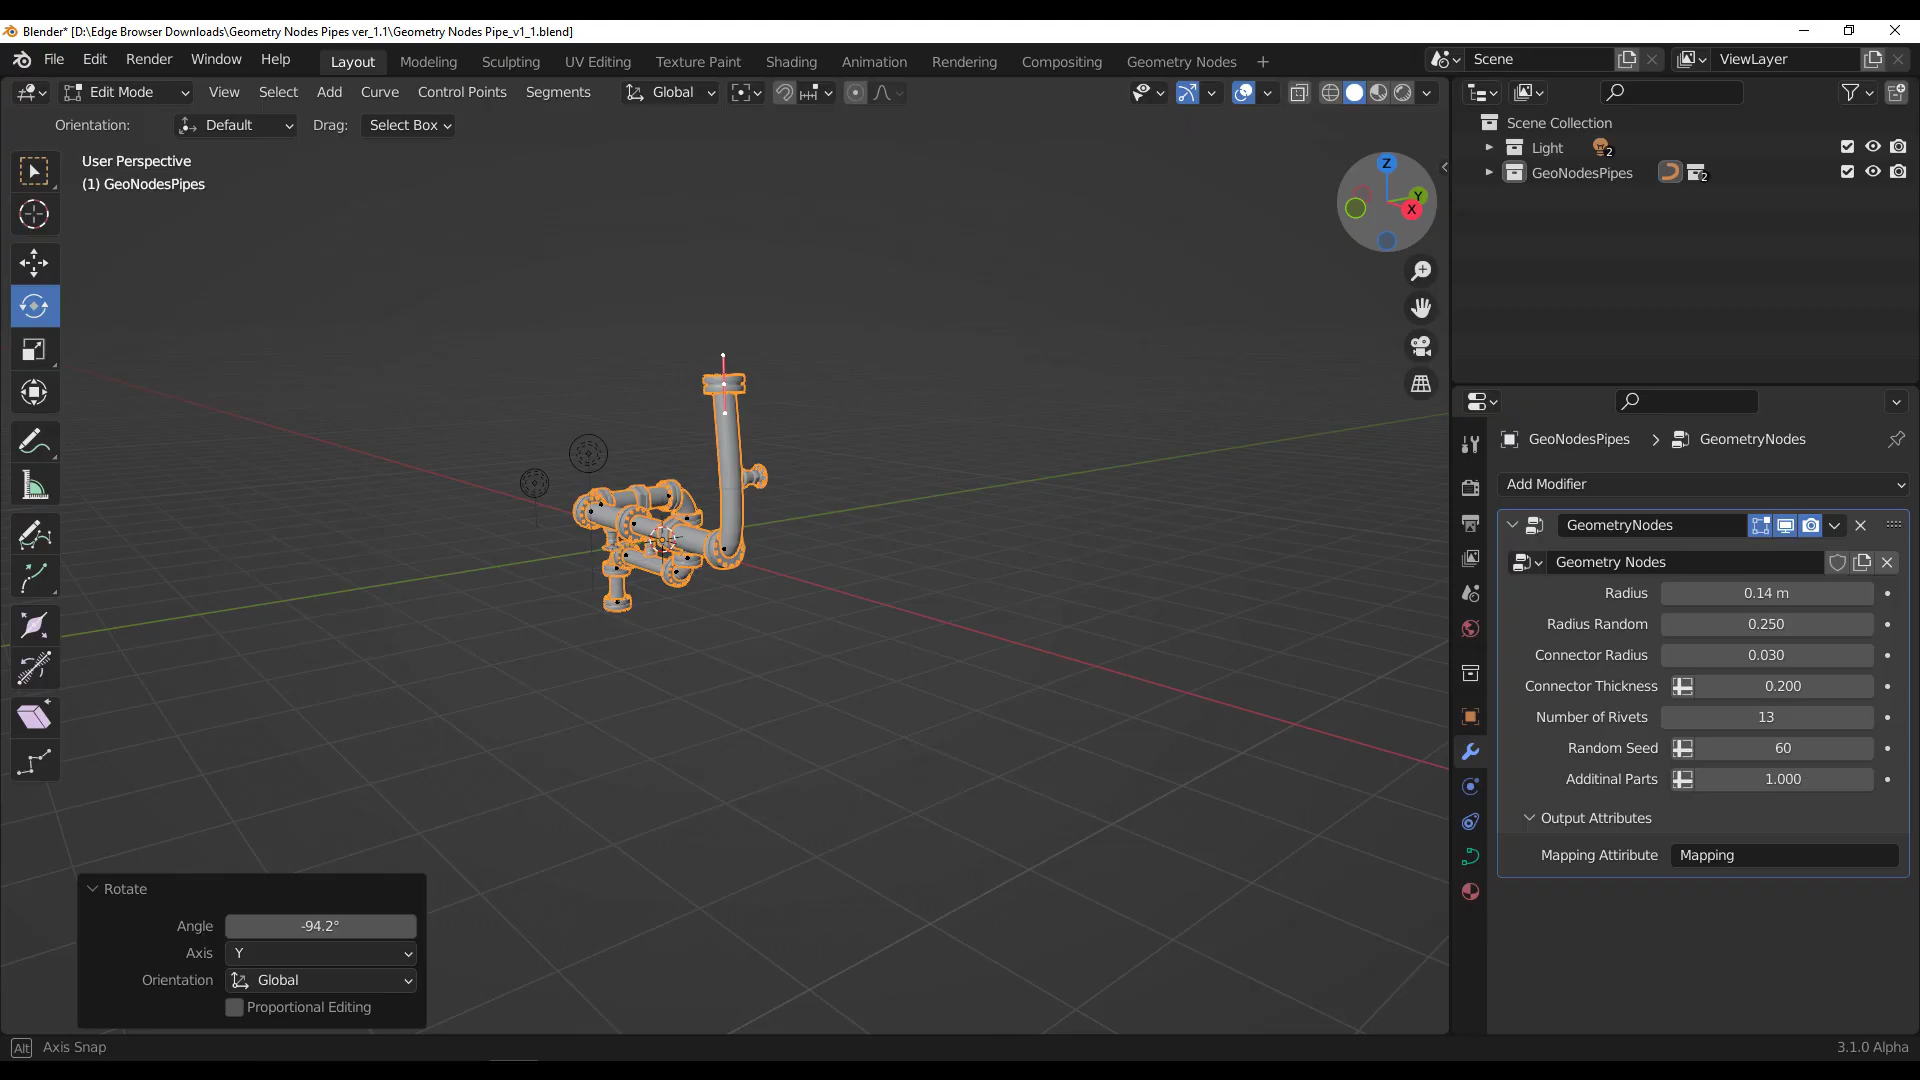 Blender* [D:\Edge Browser Downloads\Geometry Nodes Pipes ver_1.1\Geometry Nodes Pipe_v1_1.blend]
File Edit Render Window Help Layout Modeling Sculpting UV Editing Texture Paint Shading Animation Rendering Compositing Geometry Nodes + Scene ViewLayer
Edit Mode View Select Add Curve Control Points Segments Global
Orientation: Default Drag: Select Box
User Perspective
(1) GeoNodesPipes
Z
Y
X
Scene Collection
Light 2
GeoNodesPipes 2
GeoNodesPipes > GeometryNodes
Add Modifier
GeometryNodes
Geometry Nodes
Radius 0.14 m
Radius Random 0.250
Connector Radius 0.030
Connector Thickness 0.200
Number of Rivets 13
Random Seed 60
Additinal Parts 1.000
Output Attributes
Mapping Attribute Mapping
Rotate
Angle -94.2°
Axis Y
Orientation Global
Proportional Editing
Alt Axis Snap
3.1.0 Alpha